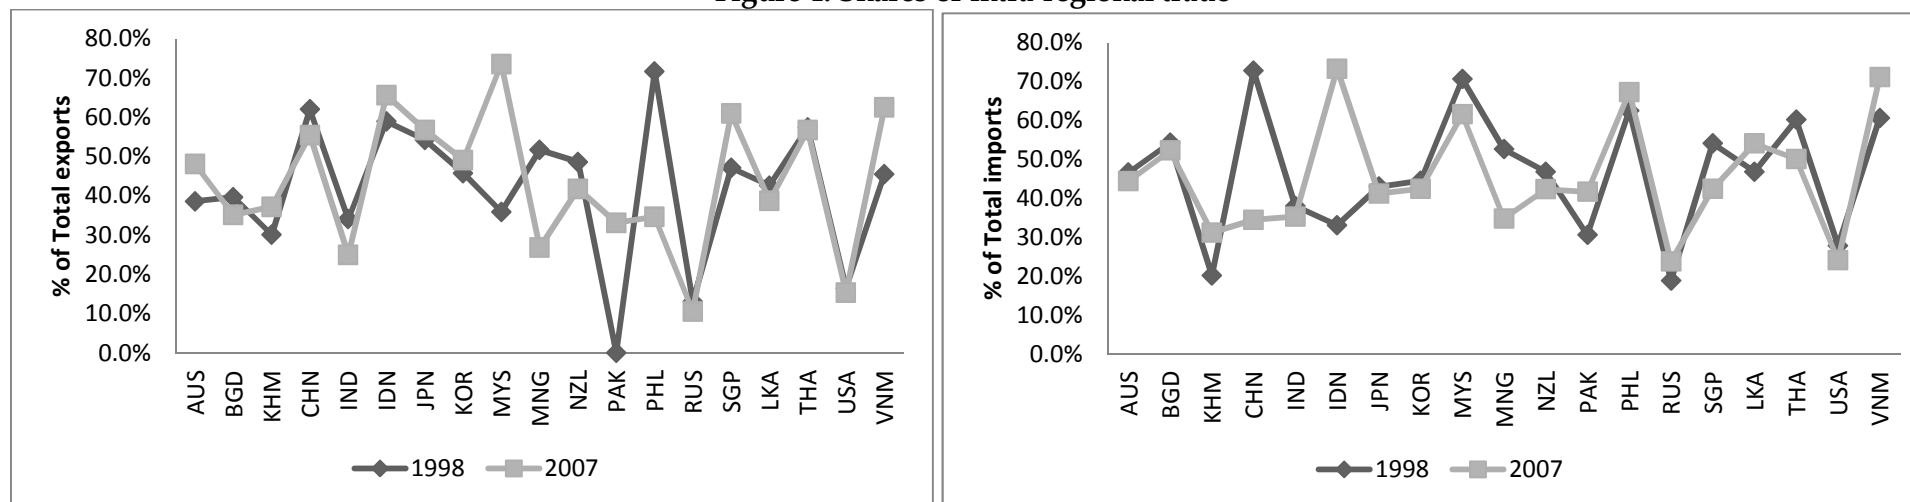 Figure 1. Shares of intra-regional trade
80.0%
70.0%
60.0%
50.0%
40.0%
30.0%
20.0%
10.0%
0.0%
% of Total exports
AUS
BGD
KHM
CHN
IND
IDN
JPN
KOR
MYS
MNG
NZL
PAK
PHL
RUS
SGP
LKA
THA
USA
VNM
1998
2007
80.0%
70.0%
60.0%
50.0%
40.0%
30.0%
20.0%
10.0%
0.0%
% of Total imports
AUS
BGD
KHM
CHN
IND
IDN
JPN
KOR
MYS
MNG
NZL
PAK
PHL
RUS
SGP
LKA
THA
USA
VNM
1998
2007